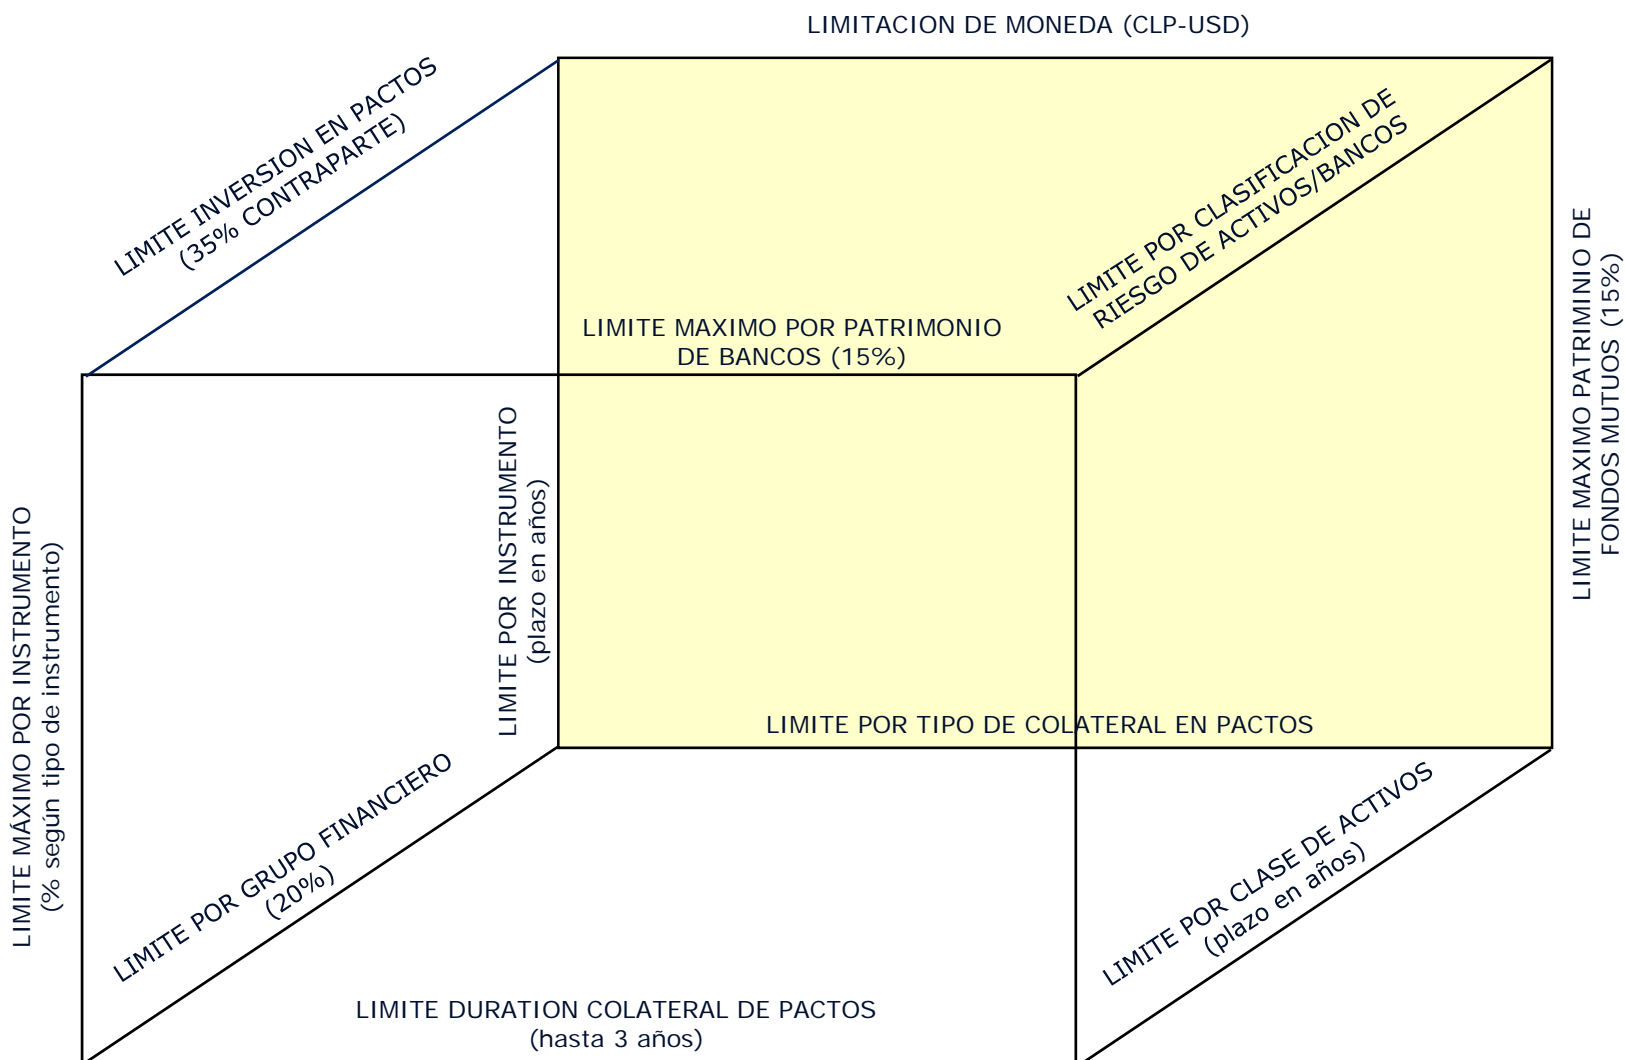 LIMITACION DE MONEDA (CLP-USD)
LIMITE INVERSION EN PACTOS
(35% CONTRAPARTE)
LIMITE POR CLASIFICACION DE
RIESGO DE ACTIVOS/BANCOS
LIMITE MAXIMO PATRIMINIO DE
FONDOS MUTUOS (15%)
LIMITE MAXIMO POR PATRIMONIO
DE BANCOS (15%)
LIMITE POR INSTRUMENTO
(plazo en años)
LIMITE MÁXIMO POR INSTRUMENTO
(% según tipo de instrumento)
LIMITE POR TIPO DE COLATERAL EN PACTOS
LIMITE POR GRUPO FINANCIERO
(20%)
LIMITE POR CLASE DE ACTIVOS
(plazo en años)
LIMITE DURATION COLATERAL DE PACTOS
(hasta 3 años)